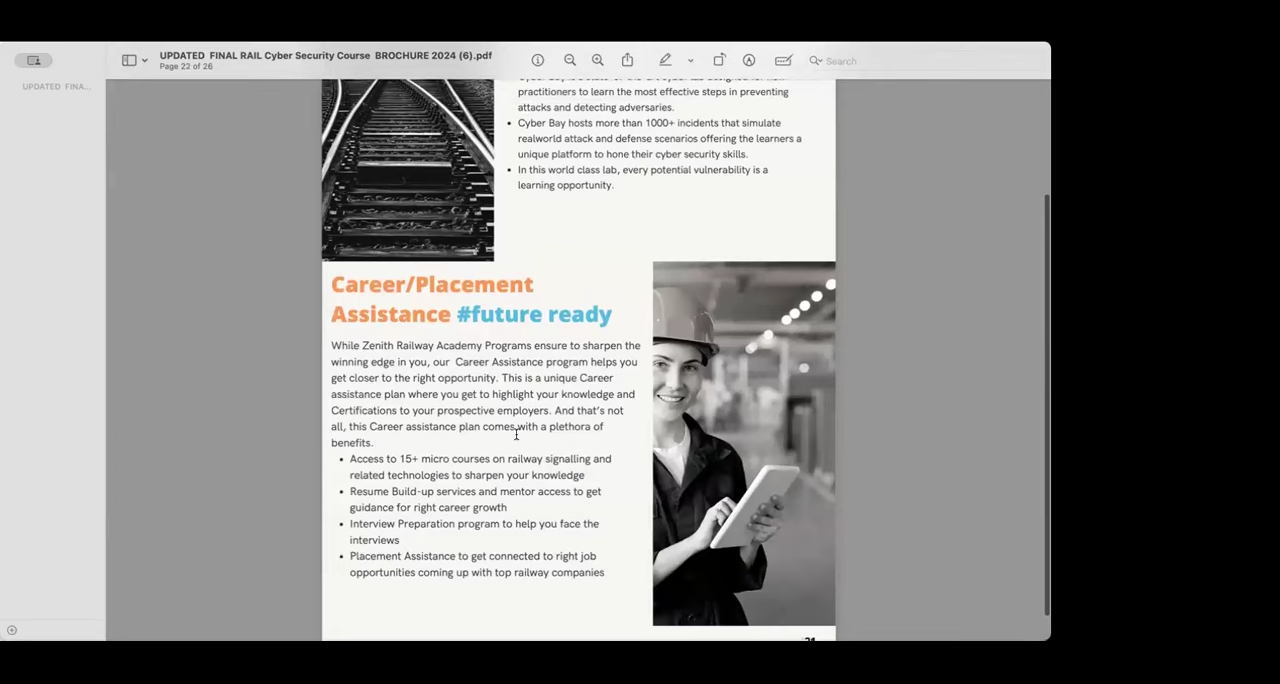 UPDATED FINAL RAIL Cyber Security Course BROCHURE 2024 (6).pdf
Page 22 of 26
Search
UPDATED FINA...
practitioners to learn the most effective steps in preventing
attacks and detecting adversaries.
• Cyber Bay hosts more than 1000+ incidents that simulate
realworld attack and defense scenarios offering the learners a
unique platform to hone their cyber security skills.
• In this world class lab, every potential vulnerability is a
learning opportunity.
Career/Placement
Assistance #future ready
While Zenith Railway Academy Programs ensure to sharpen the
winning edge in you, our Career Assistance program helps you
get closer to the right opportunity. This is a unique Career
assistance plan where you get to highlight your knowledge and
Certifications to your prospective employers. And that's not
all, this Career assistance plan comes with a plethora of
benefits.
• Access to 15+ micro courses on railway signalling and
related technologies to sharpen your knowledge
• Resume Build-up services and mentor access to get
guidance for right career growth
• Interview Preparation program to help you face the
interviews
• Placement Assistance to get connected to right job
opportunities coming up with top railway companies